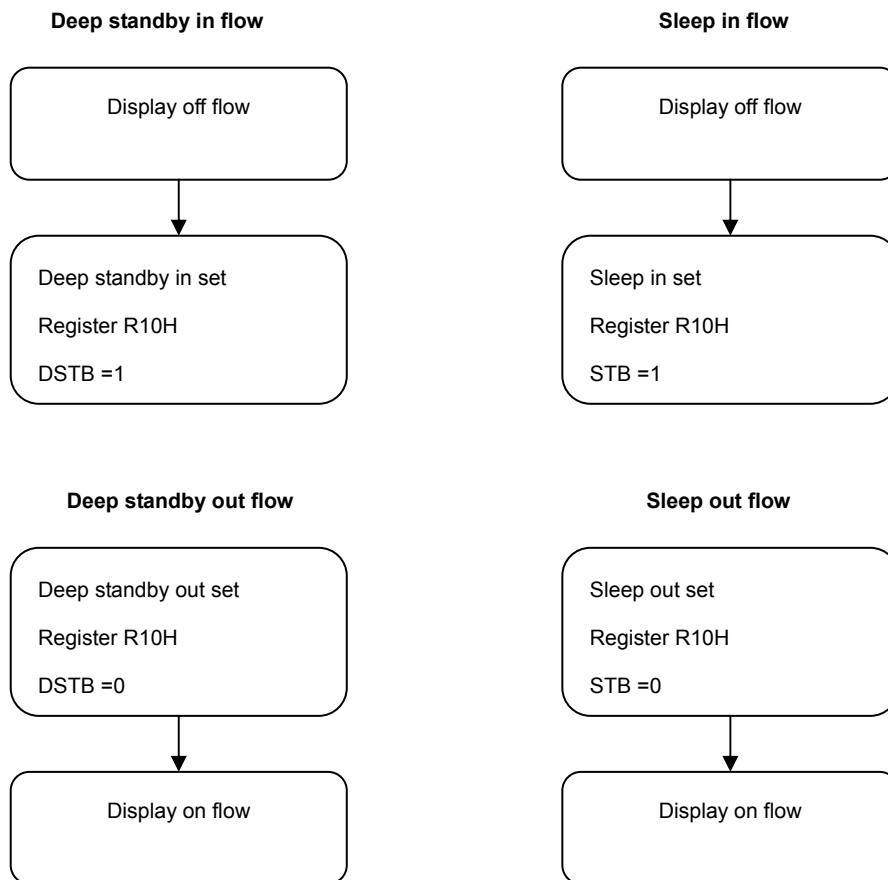 Deep standby in flow
Display off flow
Deep standby in set
Register R10H
DSTB =1
Sleep in flow
Display off flow
Sleep in set
Register R10H
STB =1
Deep standby out flow
Deep standby out set
Register R10H
DSTB =0
Display on flow
Sleep out flow
Sleep out set
Register R10H
STB =0
Display on flow